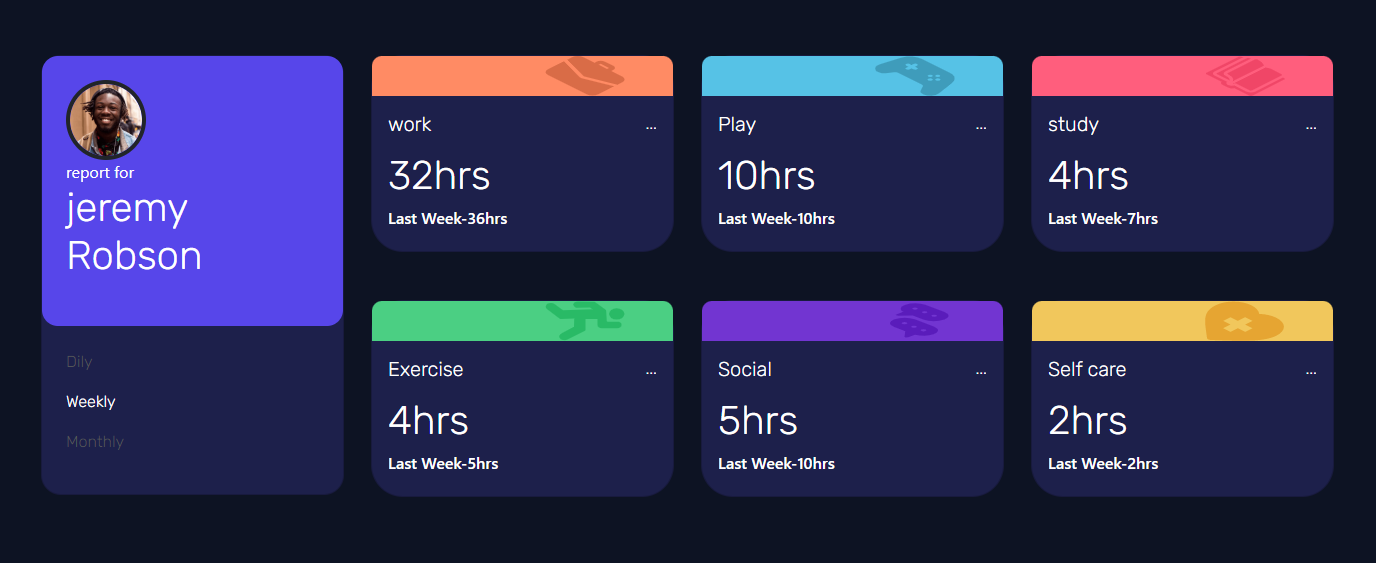 report for
jeremy
Robson
Dily
Weekly
Monthly
work
...
32hrs
Last Week-36hrs
Play
...
10hrs
Last Week-10hrs
study
...
4hrs
Last Week-7hrs
Exercise
...
4hrs
Last Week-5hrs
Social
...
5hrs
Last Week-10hrs
Self care
...
2hrs
Last Week-2hrs